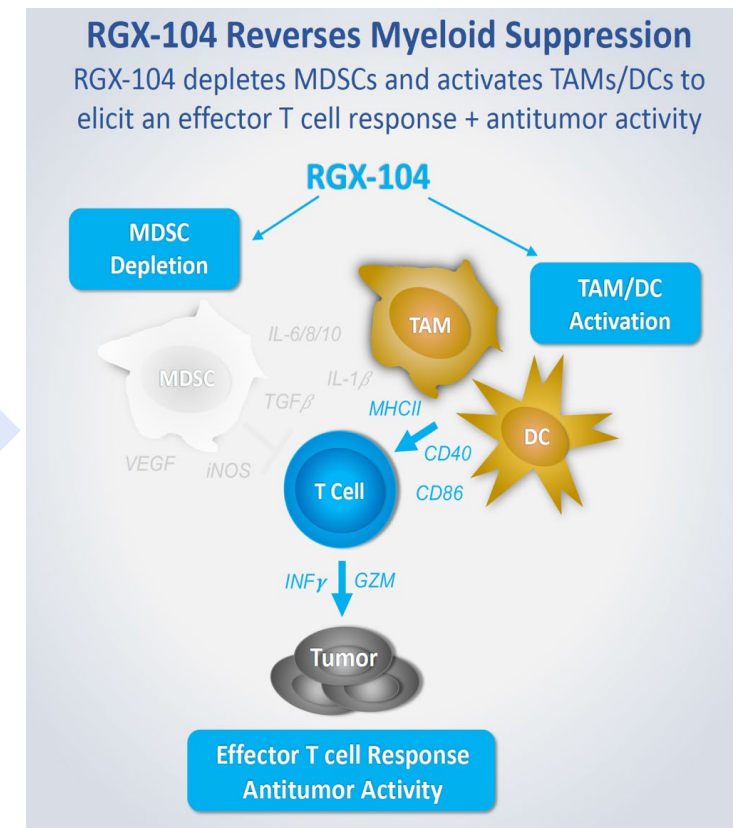 RGX-104 Reverses Myeloid Suppression
RGX-104 depletes MDSCs and activates TAMs/DCs to
elicit an effector T cell response + antitumor activity
RGX-104
MDSC
Depletion
TAM/DC
Activation
TAM
IL-6/8/10
MDSC
IL-1β
TGFβ
MHCII
DC
CD40
VEGF
iNOS
T Cell
CD86
INFγ
GZM
Tumor
Effector T cell Response
Antitumor Activity